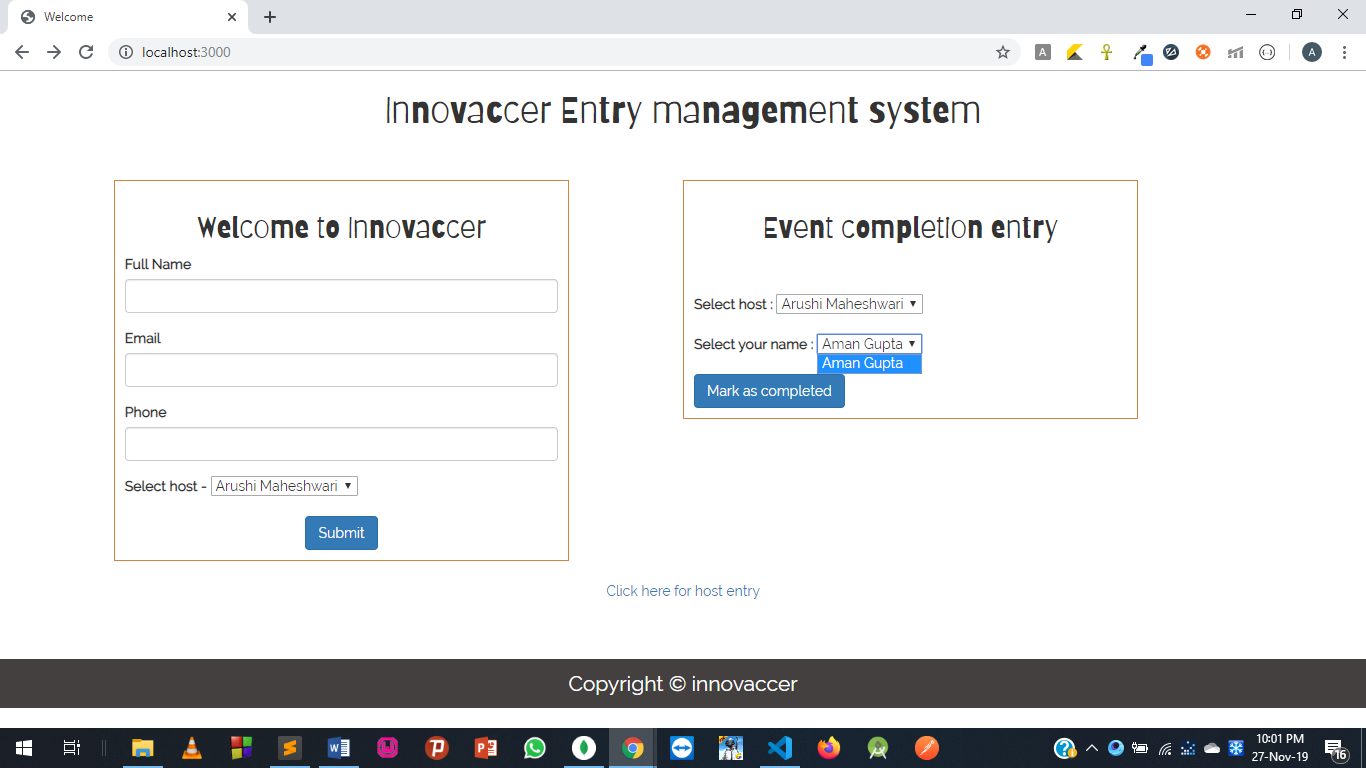 Welcome
localhost:3000
A
A
Innovaccer Entry management system
Welcome to Innovaccer
Full Name
Email
Phone
Select host - Arushi Maheshwari
Submit
Event completion entry
Select host : Arushi Maheshwari
Select your name : Aman Gupta
Aman Gupta
Mark as completed
Click here for host entry
Copyright © innovaccer
10:01 PM
27-Nov-19
16